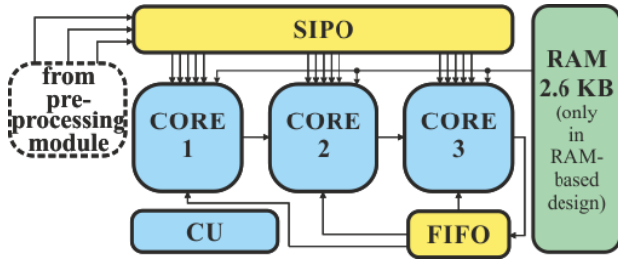 SIPO
from
pre-
processing
module
CORE
1
CORE
2
CORE
3
RAM
2.6 KB
(only
in
RAM-
based
design)
CU
FIFO